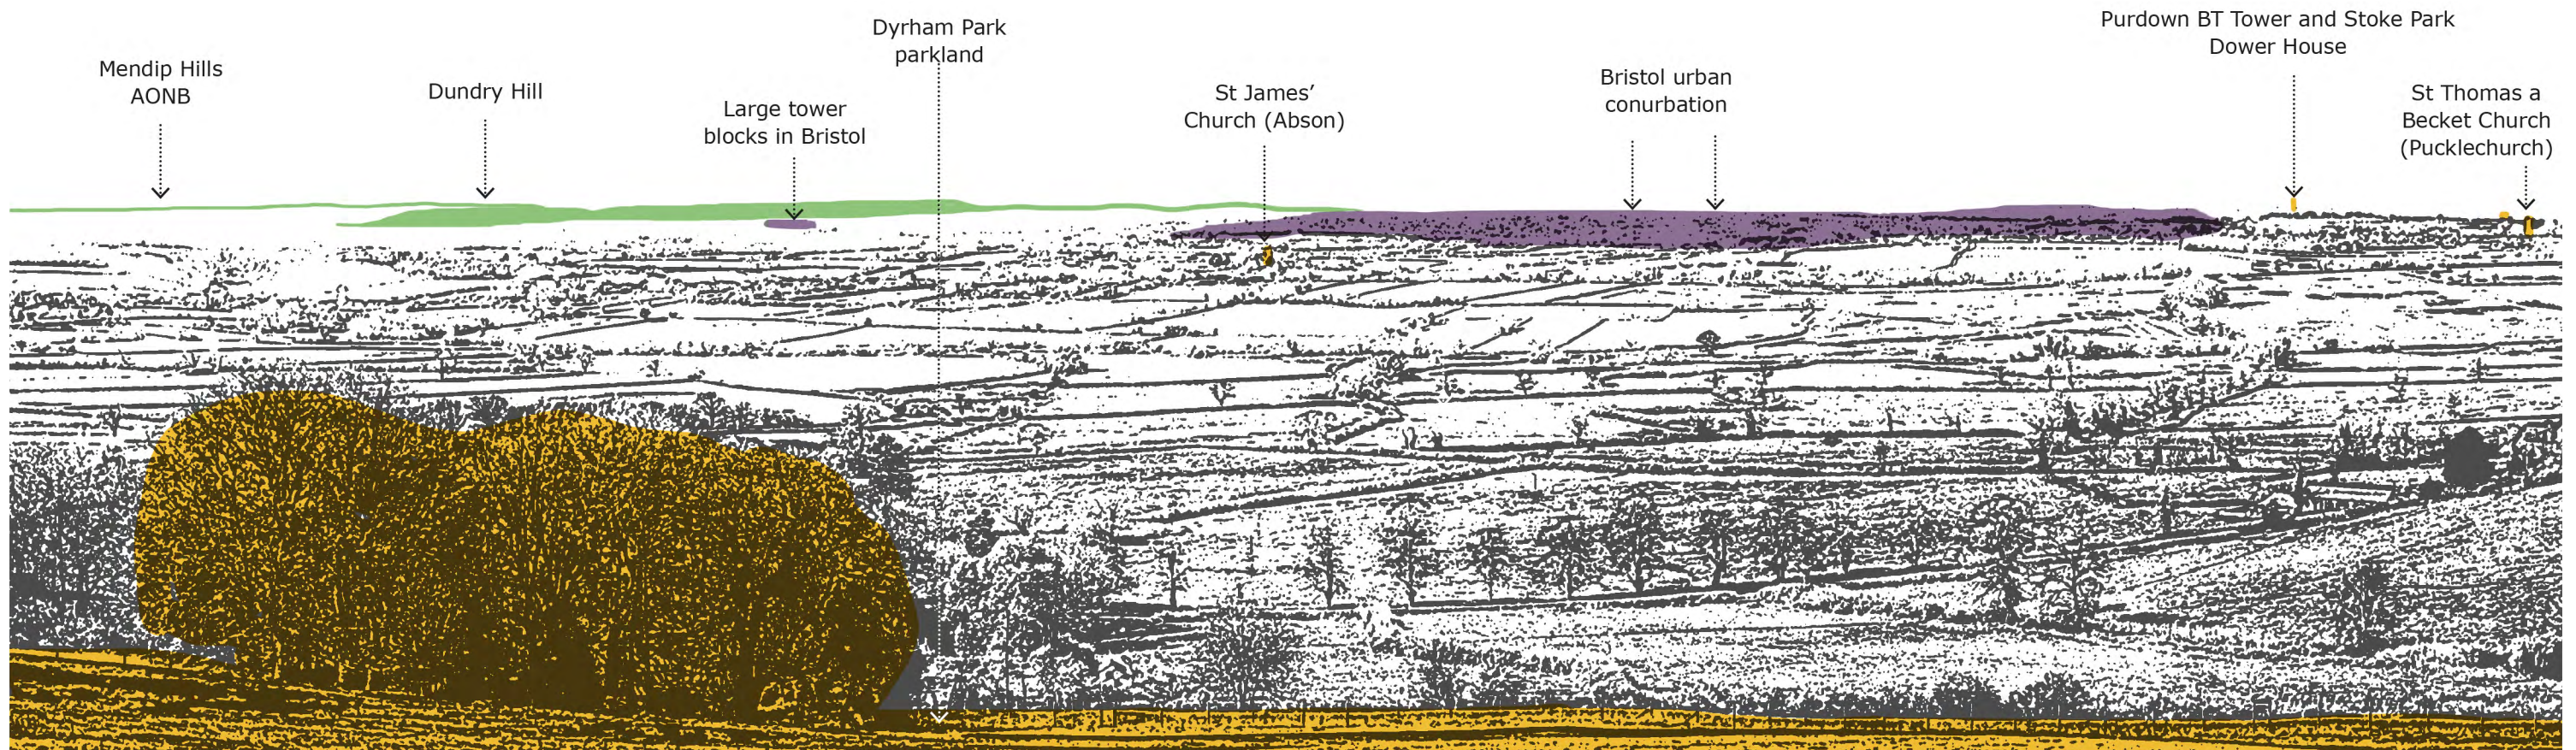 Mendip Hills
AONB
Dundry Hill
Large tower
blocks in Bristol
Dyrham Park
parkland
St James’
Church (Abson)
Bristol urban
conurbation
Purdown BT Tower and Stoke Park
Dower House
St Thomas a
Becket Church
(Pucklechurch)